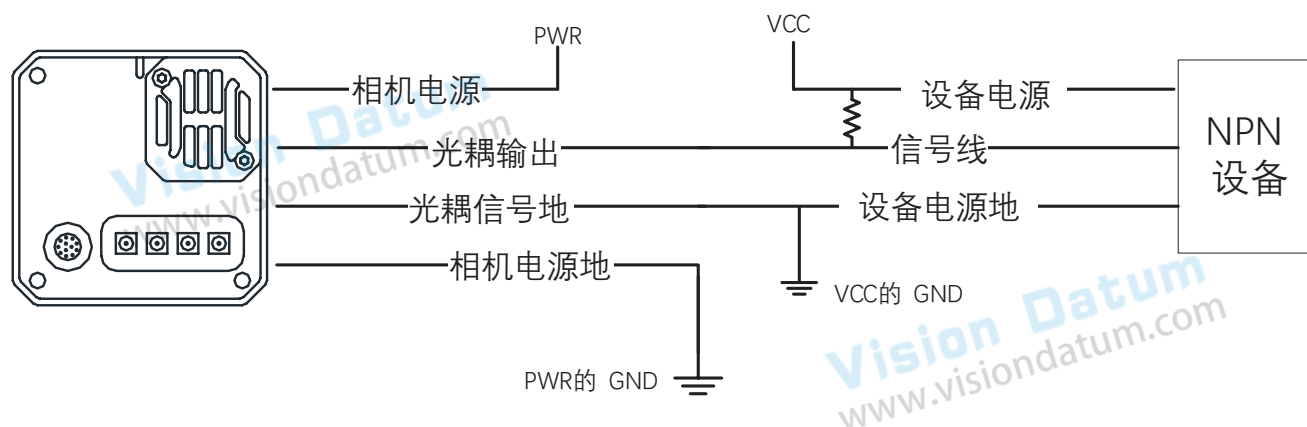 PWR
VCC
相机电源
设备电源
光耦输出
信号线
NPN
设备
光耦信号地
设备电源地
相机电源地
VCC的 GND
PWR的 GND
Vision Datum
www.visiondatum.com
Vision Datum
www.visiondatum.com